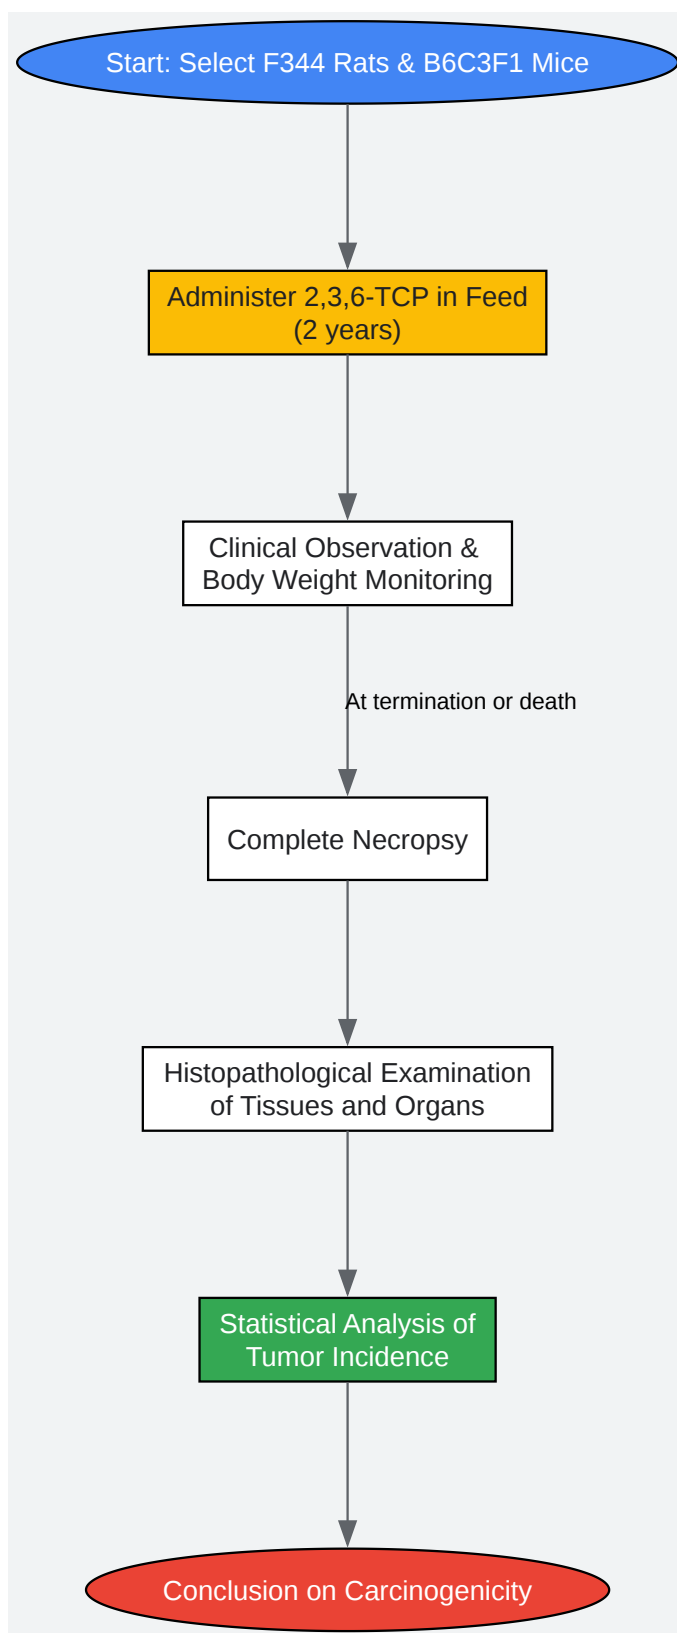 Start: Select F344 Rats & B6C3F1 Mice
Administer 2,3,6-TCP in Feed
(2 years)
Clinical Observation &
Body Weight Monitoring
At termination or death
Complete Necropsy
Histopathological Examination
of Tissues and Organs
Statistical Analysis of
Tumor Incidence
Conclusion on Carcinogenicity